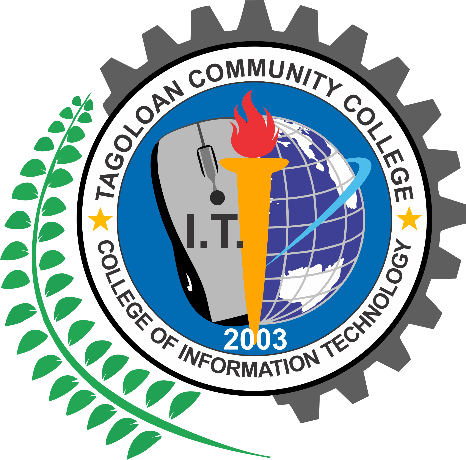 TAGOLOAN COMMUNITY COLLEGE
I.T.
2003
COLLEGE OF INFORMATION TECHNOLOGY